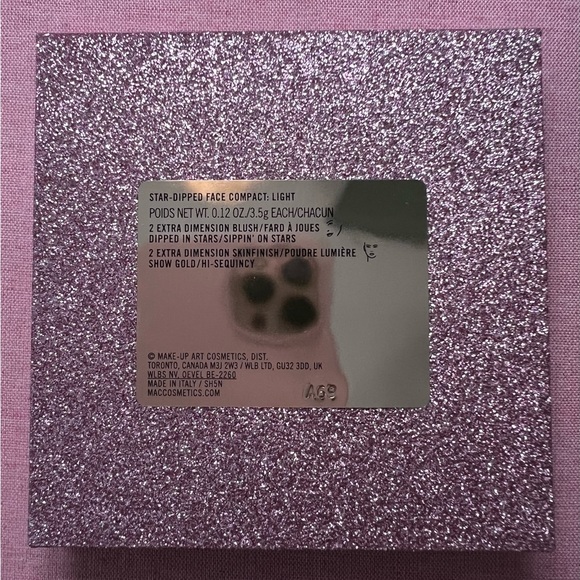 STAR-DIPPED FACE COMPACT: LIGHT
POIDS NET WT. 0.12 OZ./3.5g EACH/CHACUN
2 EXTRA DIMENSION BLUSH/FARD À JOUES
DIPPED IN STARS/SIPPIN' ON STARS
2 EXTRA DIMENSION SKINFINISH/POUDRE LUMIÈRE
SHOW GOLD/HI-SEQUINCY
© MAKE-UP ART COSMETICS, DIST.
TORONTO, CANADA M3J 2W3 / WLB LTD, GU32 3DD, UK
WLBS NV, OEVEL BE-2260
MADE IN ITALY / SH5N
MACCOSMETICS.COM
A69